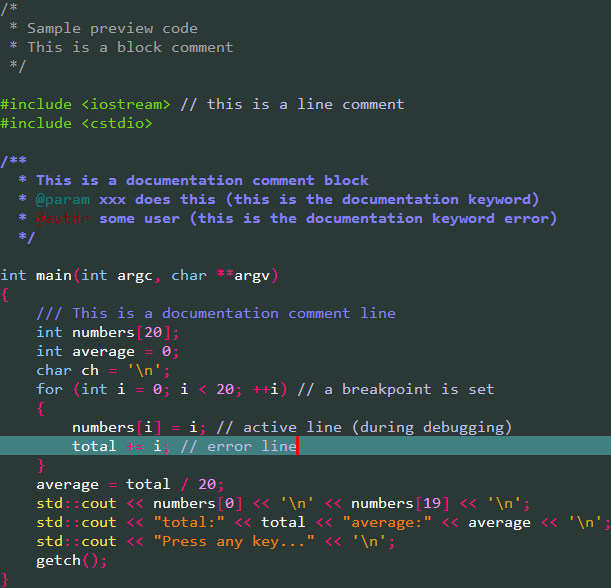 /*
 * Sample preview code
 * This is a block comment
 */

#include <iostream> // this is a line comment
#include <cstdio>

/**
  * This is a documentation comment block
  * @param xxx does this (this is the documentation keyword)
  * @authr some user (this is the documentation keyword error)
  */

int main(int argc, char **argv)
{
    /// This is a documentation comment line
    int numbers[20];
    int average = 0;
    char ch = '\n';
    for (int i = 0; i < 20; ++i) // a breakpoint is set
    {
        numbers[i] = i; // active line (during debugging)
        total += i; // error line
    }
    average = total / 20;
    std::cout << numbers[0] << '\n' << numbers[19] << '\n';
    std::cout << "total:" << total << "average:" << average << '\n';
    std::cout << "Press any key..." << '\n';
    getch();
}